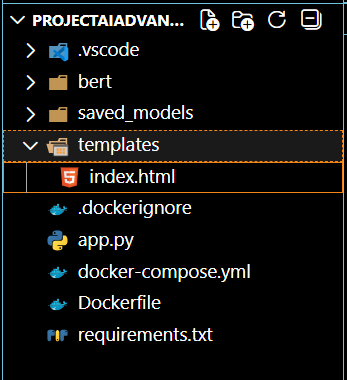 PROJECTAIADVAN...
.vscode
bert
saved_models
templates
index.html
.dockerignore
app.py
docker-compose.yml
Dockerfile
requirements.txt